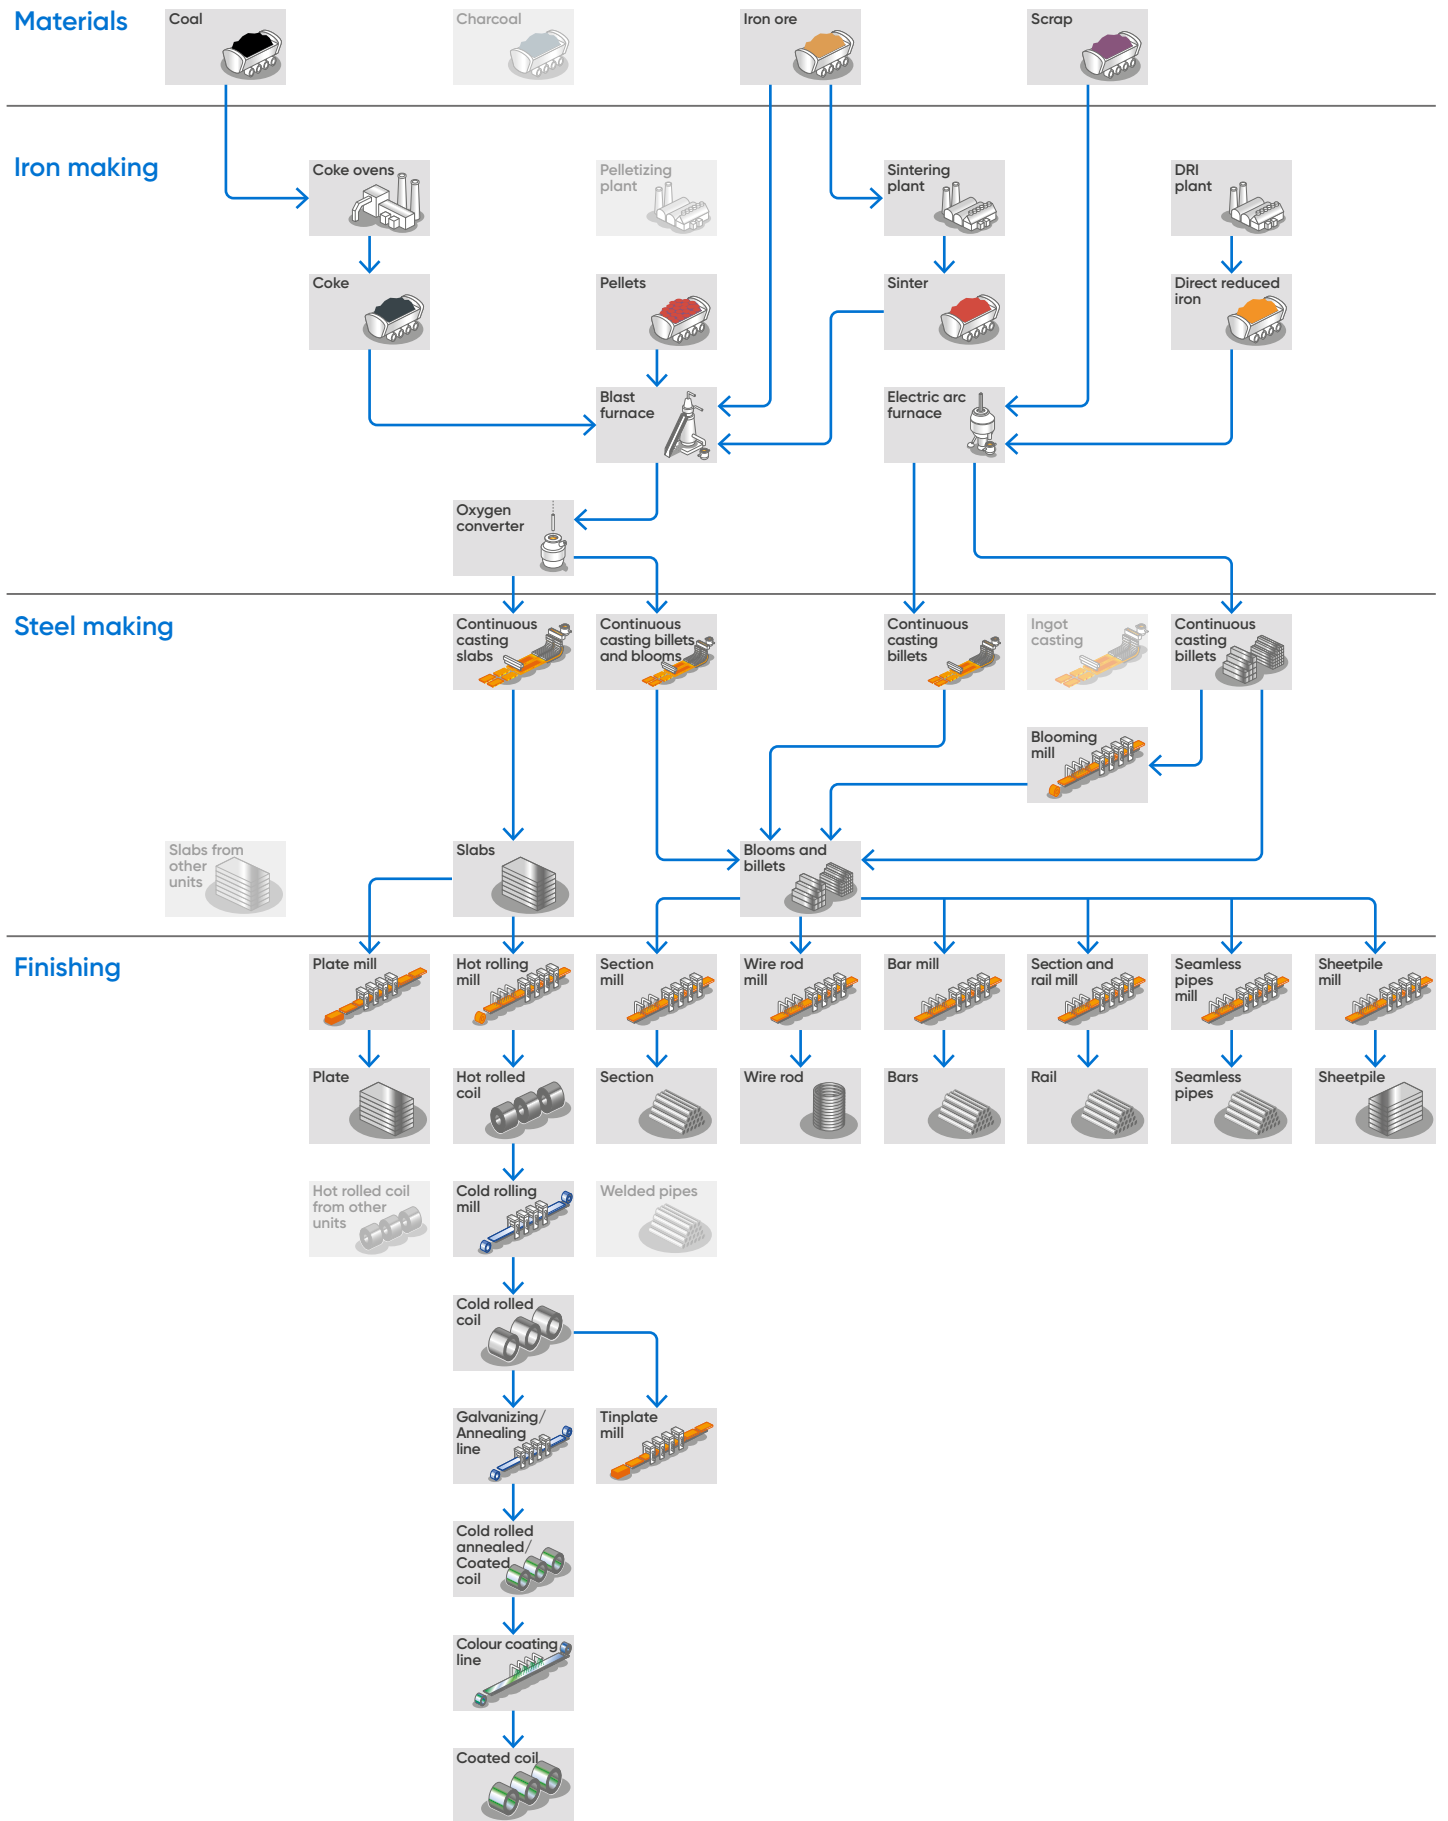 Materials
Coal
Charcoal
Iron ore
Scrap
Iron making
Coke ovens
Pelletizing
plant
Sintering
plant
DRI
plant
Coke
Pellets
Sinter
Direct reduced
iron
Blast
furnace
Electric arc
furnace
Oxygen
converter
Steel making
Continuous
casting
slabs
Continuous
casting billets
and blooms
Continuous
casting
billets
Ingot
casting
Continuous
casting
billets
Blooming
mill
Slabs from
other
units
Slabs
Blooms and
billets
Finishing
Plate mill
Hot rolling
mill
Section
mill
Wire rod
mill
Bar mill
Section and
rail mill
Seamless
pipes
mill
Sheetpile
mill
Plate
Hot rolled
coil
Section
Wire rod
Bars
Rail
Seamless
pipes
Sheetpile
Hot rolled coil
from other
units
Cold rolling
mill
Welded pipes
Cold rolled
coil
Galvanizing/
Annealing
line
Tinplate
mill
Cold rolled
annealed/
Coated
coil
Colour coating
line
Coated coil